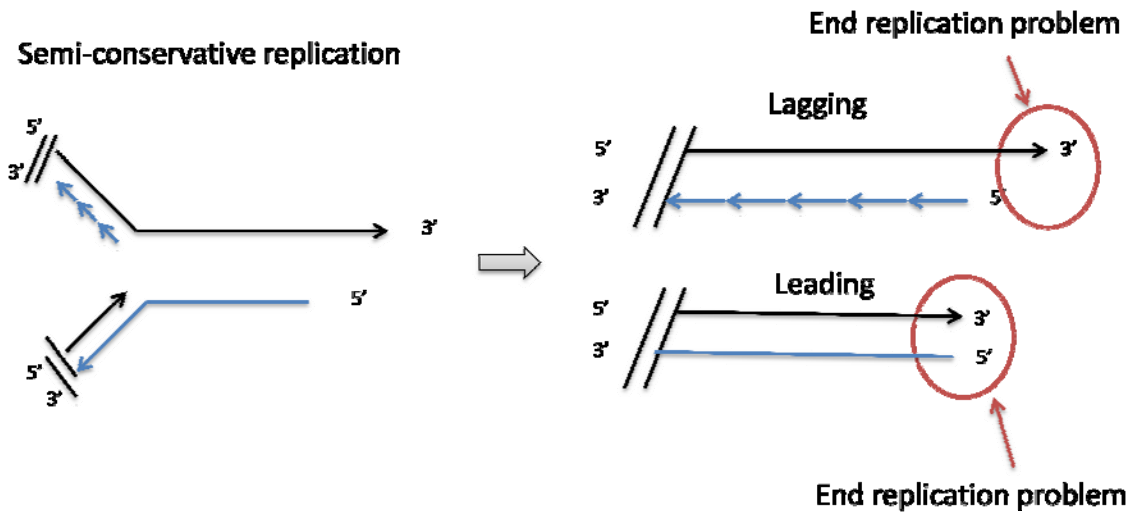 Semi-conservative replication
5'
3'
3'
5'
5'
3'
End replication problem
Lagging
5'
3'
3'
5'
Leading
5'
3'
3'
5'
End replication problem